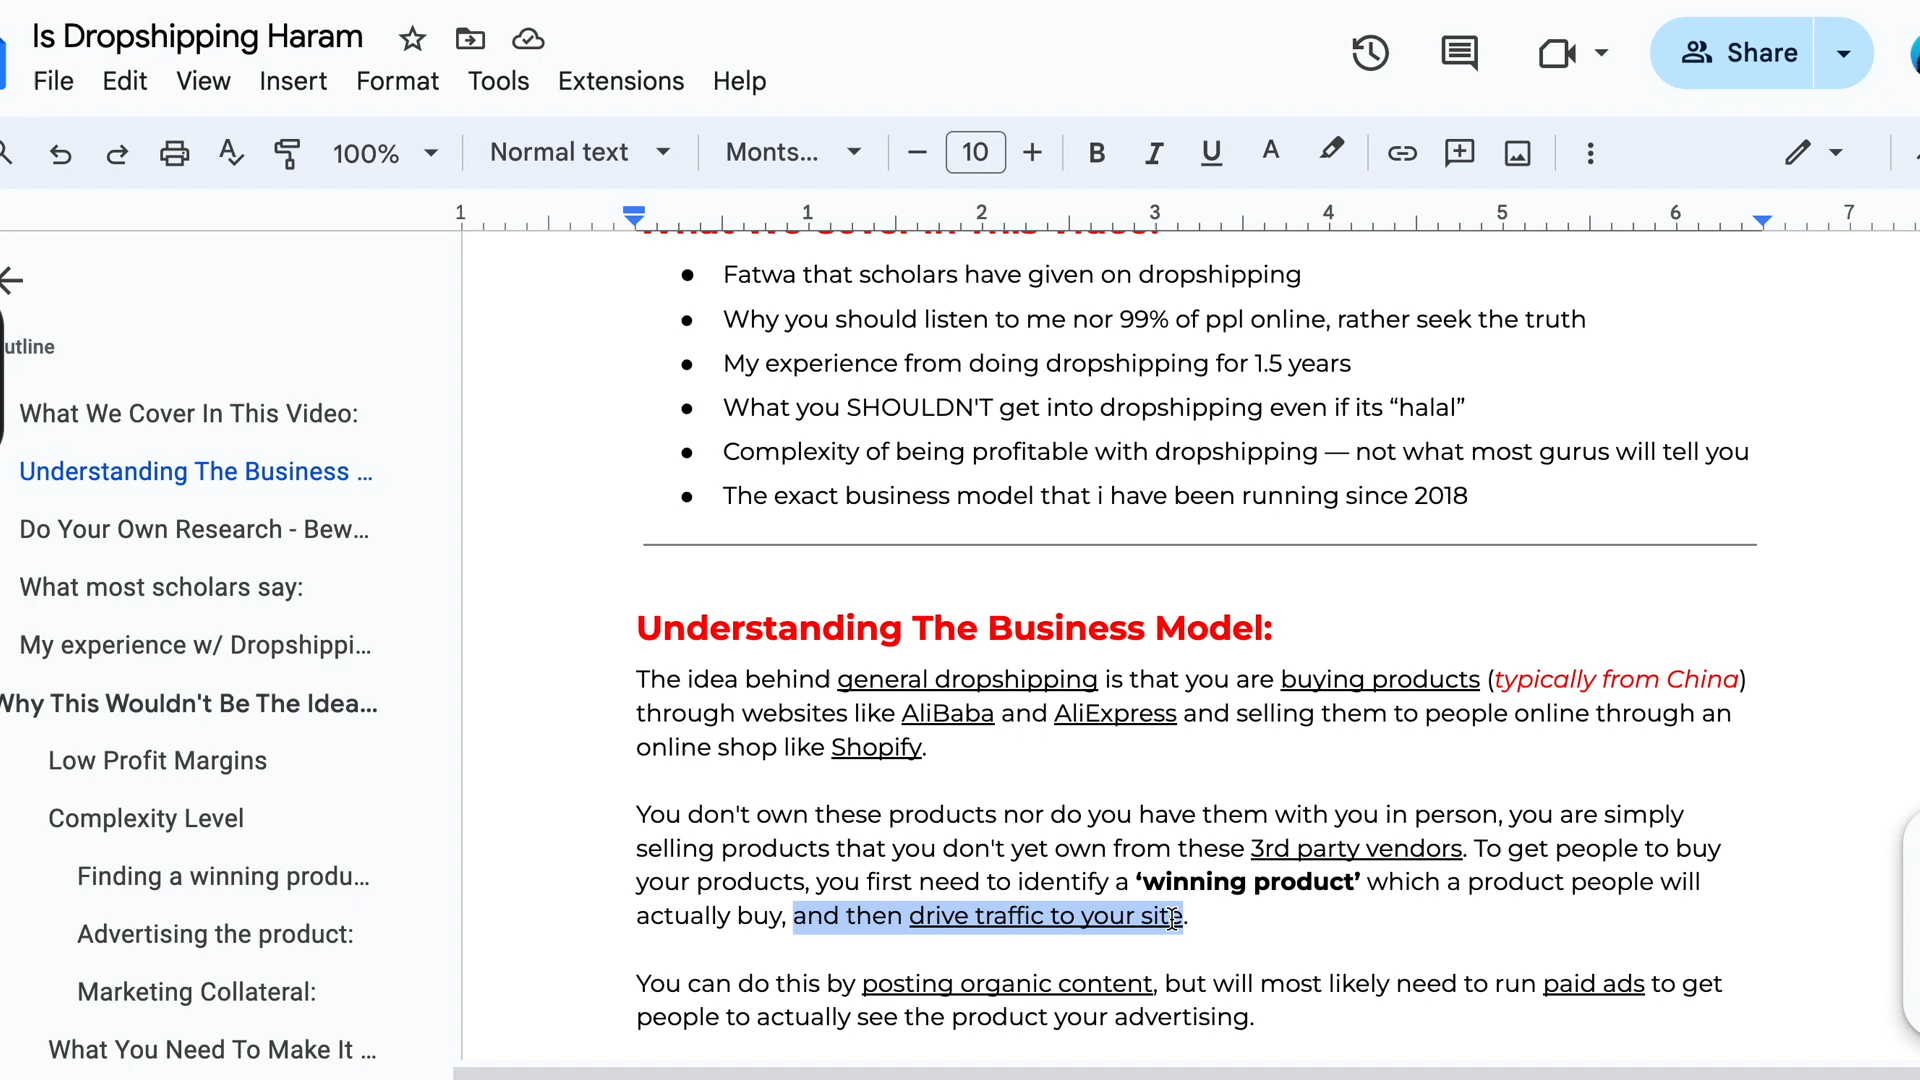 Is Dropshipping Haram
File Edit View Insert Format Tools Extensions Help
Share
100% Normal text Monts... 10 B I U A
1 1 2 3 4 5 6 7
utline
What We Cover In This Video:
Understanding The Business ...
Do Your Own Research - Bew...
What most scholars say:
My experience w/ Dropshippi...
Why This Wouldn't Be The Idea...
Low Profit Margins
Complexity Level
Finding a winning produ...
Advertising the product:
Marketing Collateral:
What You Need To Make It ...
What We Cover In This Video:
● Fatwa that scholars have given on dropshipping
● Why you should listen to me nor 99% of ppl online, rather seek the truth
● My experience from doing dropshipping for 1.5 years
● What you SHOULDN'T get into dropshipping even if its “halal”
● Complexity of being profitable with dropshipping — not what most gurus will tell you
● The exact business model that i have been running since 2018
Understanding The Business Model:
The idea behind general dropshipping is that you are buying products (typically from China)
through websites like AliBaba and AliExpress and selling them to people online through an
online shop like Shopify.
You don't own these products nor do you have them with you in person, you are simply
selling products that you don't yet own from these 3rd party vendors. To get people to buy
your products, you first need to identify a ‘winning product’ which a product people will
actually buy, and then drive traffic to your site.
You can do this by posting organic content, but will most likely need to run paid ads to get
people to actually see the product your advertising.